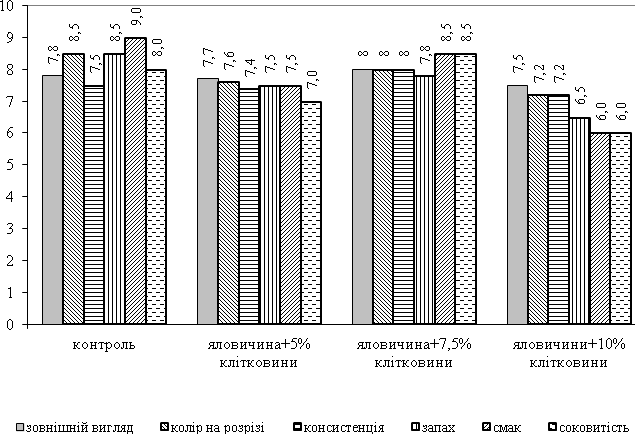 10
9
8
7
6
5
4
3
2
1
0
7,8
8,5
7,5
8,5
9,0
8,0
7,7
7,6
7,4
7,5
7,5
7,0
8
8
8
7,8
8,5
8,5
7,5
7,2
7,2
6,5
6,0
6,0
контроль
яловичина+5%
клітковини
яловичина+7,5%
клітковини
яловичини+10%
клітковини
зовнішній вигляд
колір на розрізі
консистенція
запах
смак
соковитість